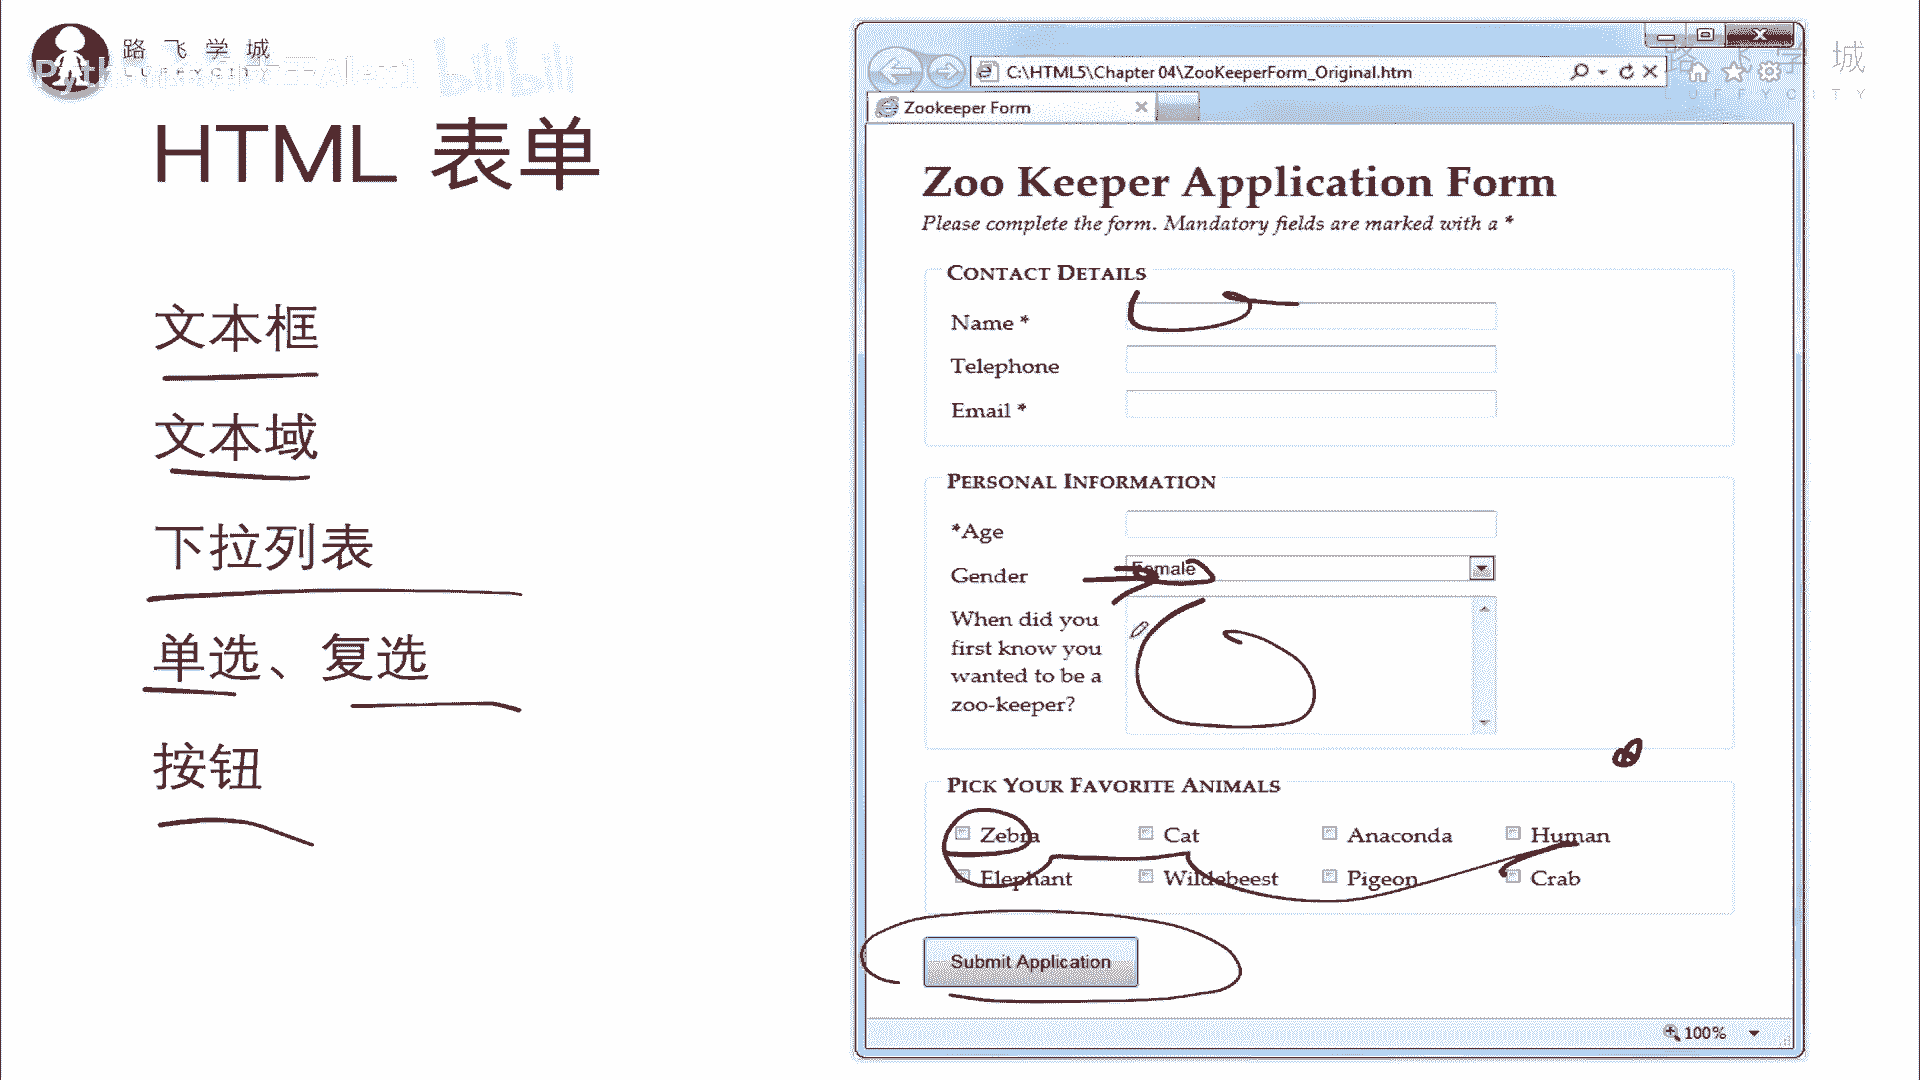 路飞学城
LUFFYCITY
bilibili
HTML 表单
文本框
文本域
下拉列表
单选、复选
按钮
C:\HTML5\Chapter 04\ZooKeeperForm_Original.htm
Zookeeper Form
Zoo Keeper Application Form
Please complete the form. Mandatory fields are marked with a *
CONTACT DETAILS
Name *
Telephone
Email *
PERSONAL INFORMATION
*Age
Gender
Female
When did you
first know you
wanted to be a
zoo-keeper?
PICK YOUR FAVORITE ANIMALS
Zebra Cat Anaconda Human
Elephant Wildebeest Pigeon Crab
Submit Application
100%
路飞学城
LUFFYCITY